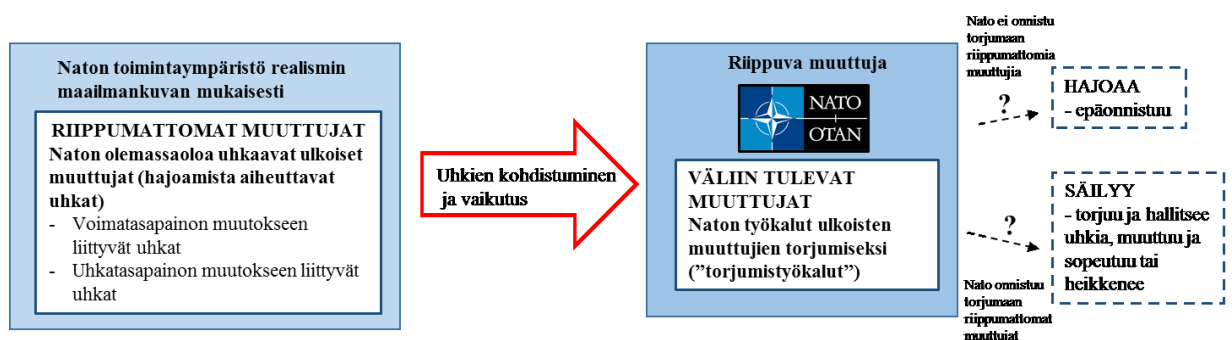 Naton toimintaympäristö realismin
maailmankuvan mukaisesti
RIIPPUMATTOMAT MUUTTUJAT
Naton olemassaoloa uhkaavat ulkoiset
muuttujat (hajoamista aiheuttavat
uhkat)
- Voimatasapainon muutokseen
liittyvät uhkat
- Uhkatasapainon muutokseen liittyvät
uhkat
Uhkien kohdistuminen
ja vaikutus
Riippuva muuttuja
NATO
OTAN
VÄLIIN TULEVAT
MUUTTUJAT
Naton työkalut ulkoisten
muuttujien torjumiseksi
(”torjumistyökalut”)
Nato ei onnistu
torjumaan
riippumattomia
muuttujia
?
HAJOAA
- epäonnistuu
?
SÄILYY
- torjuu ja hallitsee
uhkia, muuttuu ja
sopeutuu tai
heikkenee
Nato onnistuu
torjumaan
riippumattomat
muuttujat